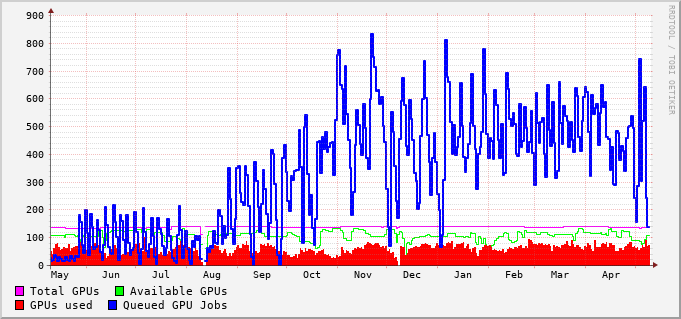 900
800
700
600
500
400
300
200
100
0
May Jun Jul Aug Sep Oct Nov Dec Jan Feb Mar Apr
Total GPUs Available GPUs
GPUs used Queued GPU Jobs
RRDTOOL / TOBI OETIKER